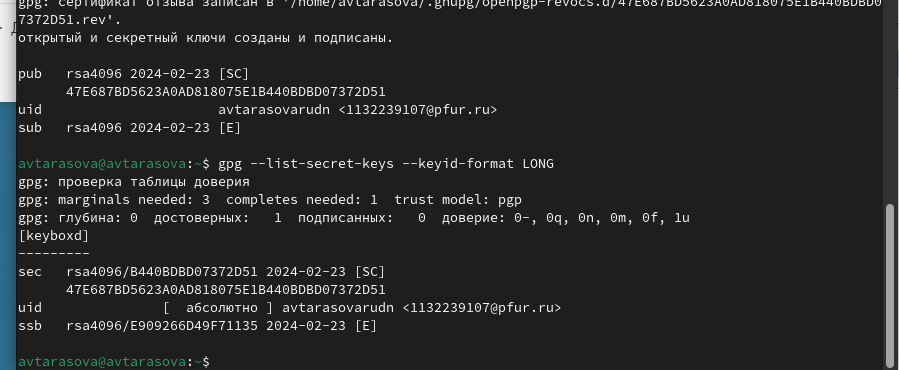 gpg: сертификат отзыва записан в '/home/avtarasova/.gnupg/openpgp-revocs.d/47E687BD5623A0AD818075E1B440BDBD0
7372D51.rev'.
открытый и секретный ключи созданы и подписаны.
pub   rsa4096 2024-02-23 [SC]
      47E687BD5623A0AD818075E1B440BDBD07372D51
uid                      avtarasovarudn <1132239107@pfur.ru>
sub   rsa4096 2024-02-23 [E]
avtarasova@avtarasova:~$ gpg --list-secret-keys --keyid-format LONG
gpg: проверка таблицы доверия
gpg: marginals needed: 3  completes needed: 1  trust model: pgp
gpg: глубина: 0  достоверных:   1  подписанных:   0  доверие: 0-, 0q, 0n, 0m, 0f, 1u
[keyboxd]
---------
sec   rsa4096/B440BDBD07372D51 2024-02-23 [SC]
      47E687BD5623A0AD818075E1B440BDBD07372D51
uid               [  абсолютно ] avtarasovarudn <1132239107@pfur.ru>
ssb   rsa4096/E909266D49F71135 2024-02-23 [E]
avtarasova@avtarasova:~$